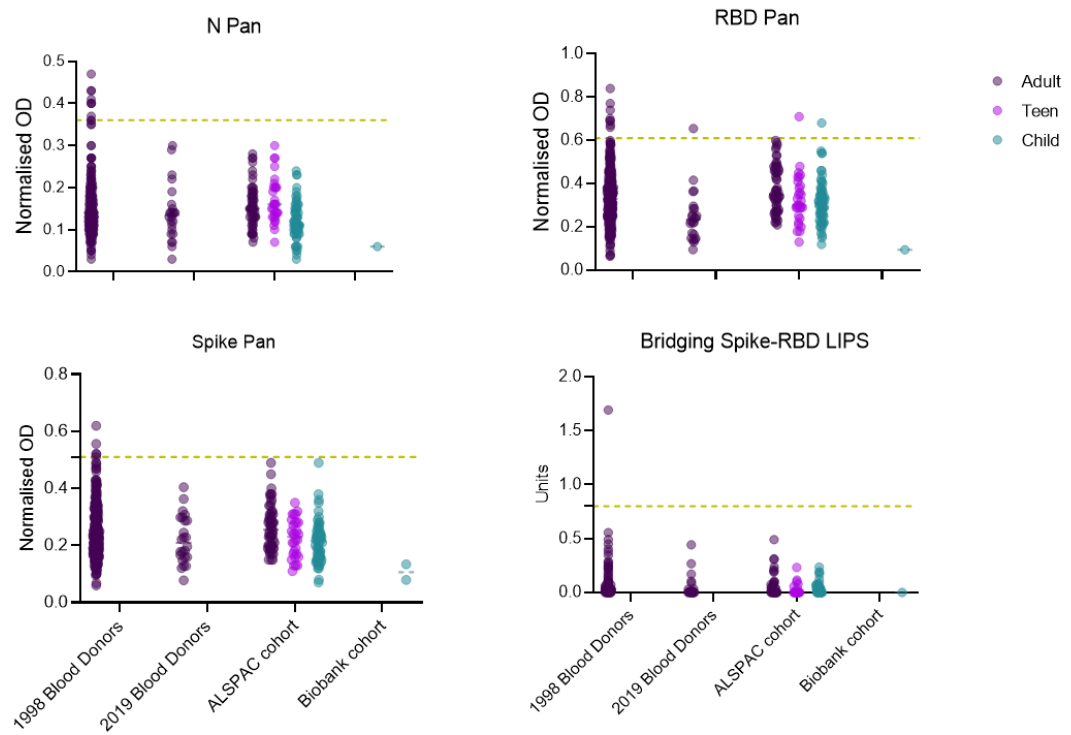 N Pan
Normalised OD
0.5
0.4
0.3
0.2
0.1
0.0
RBD Pan
Normalised OD
1.0
0.8
0.6
0.4
0.2
0.0
Adult
Teen
Child
Spike Pan
Normalised OD
0.8
0.6
0.4
0.2
0.0
1998 Blood Donors
2019 Blood Donors
ALSPAC cohort
Biobank cohort
Bridging Spike-RBD LIPS
Units
2.0
1.5
1.0
0.5
0.0
1998 Blood Donors
2019 Blood Donors
ALSPAC cohort
Biobank cohort